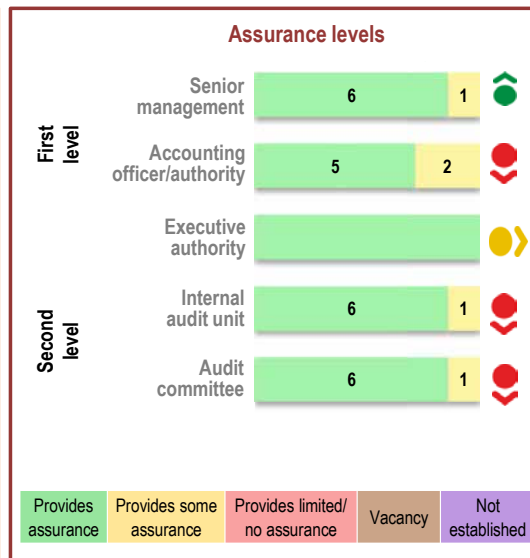 Assurance levels
First
level
Senior
management
6 1
Accounting
officer/authority
5 2
Executive
authority
Second
level
Internal
audit unit
6 1
Audit
committee
6 1
Provides
assurance
Provides some
assurance
Provides limited/
no assurance
Vacancy
Not
established